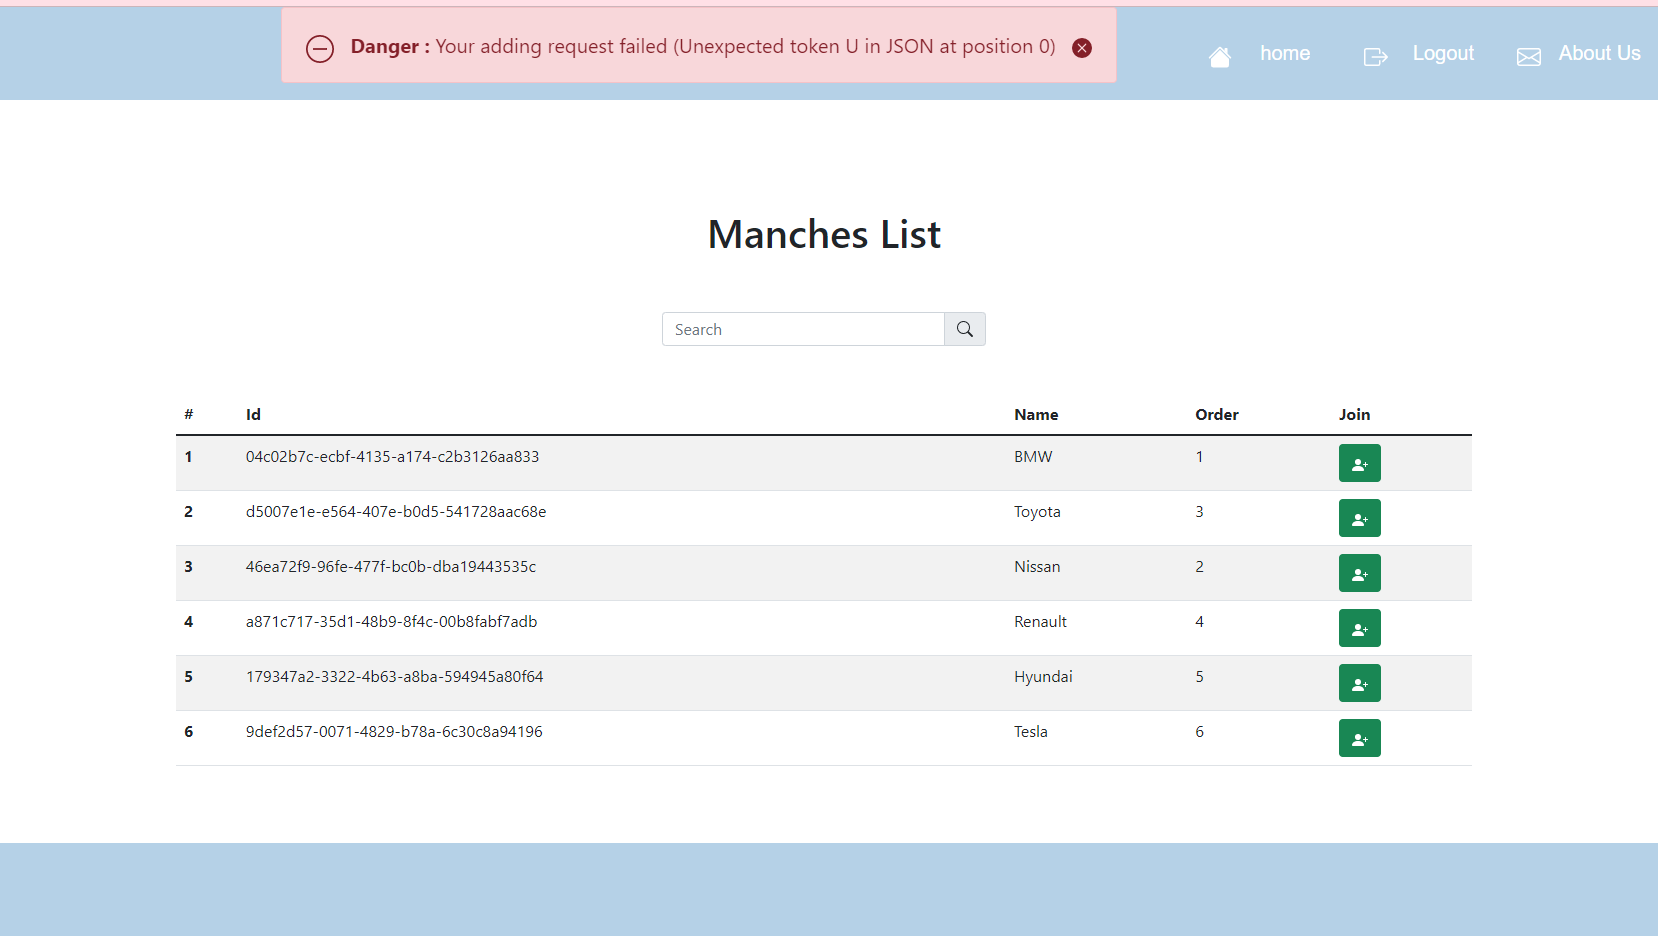 Danger : Your adding request failed (Unexpected token U in JSON at position 0)
home Logout About Us
Manches List
Search
# Id Name Order Join
1 04c02b7c-ecbf-4135-a174-c2b3126aa833 BMW 1
2 d5007e1e-e564-407e-b0d5-541728aac68e Toyota 3
3 46ea72f9-96fe-477f-bc0b-dba19443535c Nissan 2
4 a871c717-35d1-48b9-8f4c-00b8fabf7adb Renault 4
5 179347a2-3322-4b63-a8ba-594945a80f64 Hyundai 5
6 9def2d57-0071-4829-b78a-6c30c8a94196 Tesla 6